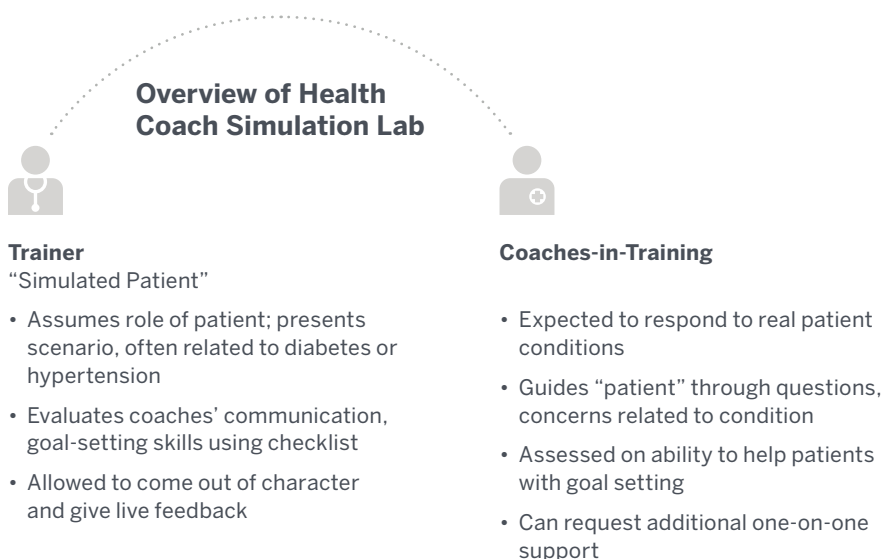 Overview of Health
Coach Simulation Lab
Trainer
“Simulated Patient”
• Assumes role of patient; presents
scenario, often related to diabetes or
hypertension
• Evaluates coaches’ communication,
goal-setting skills using checklist
• Allowed to come out of character
and give live feedback
Coaches-in-Training
• Expected to respond to real patient
conditions
• Guides “patient” through questions,
concerns related to condition
• Assessed on ability to help patients
with goal setting
• Can request additional one-on-one
support